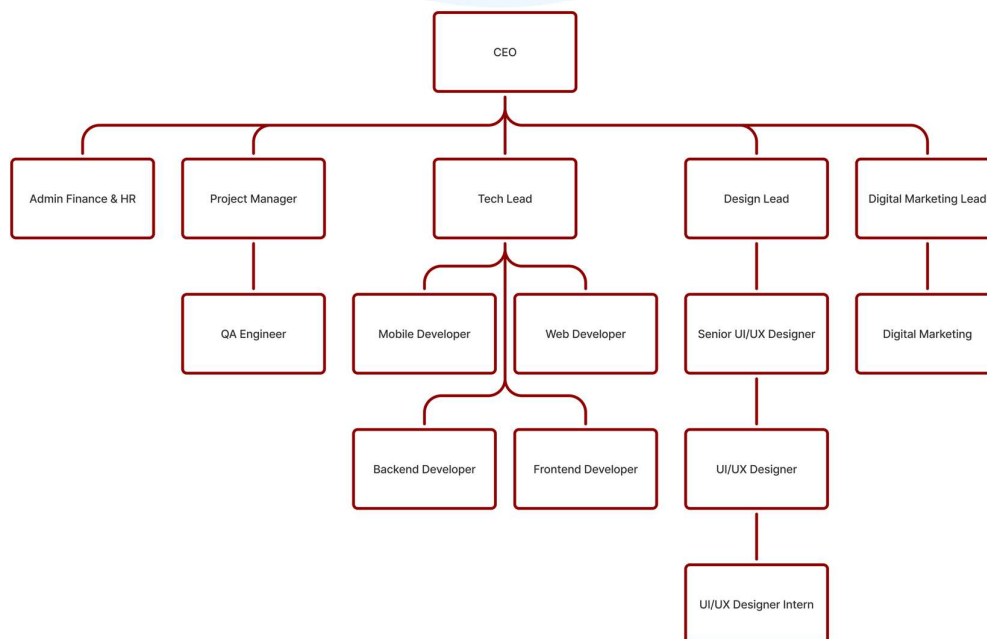 CEO
Admin Finance & HR
Project Manager
Tech Lead
Design Lead
Digital Marketing Lead
QA Engineer
Mobile Developer
Web Developer
Senior UI/UX Designer
Digital Marketing
Backend Developer
Frontend Developer
UI/UX Designer
UI/UX Designer Intern